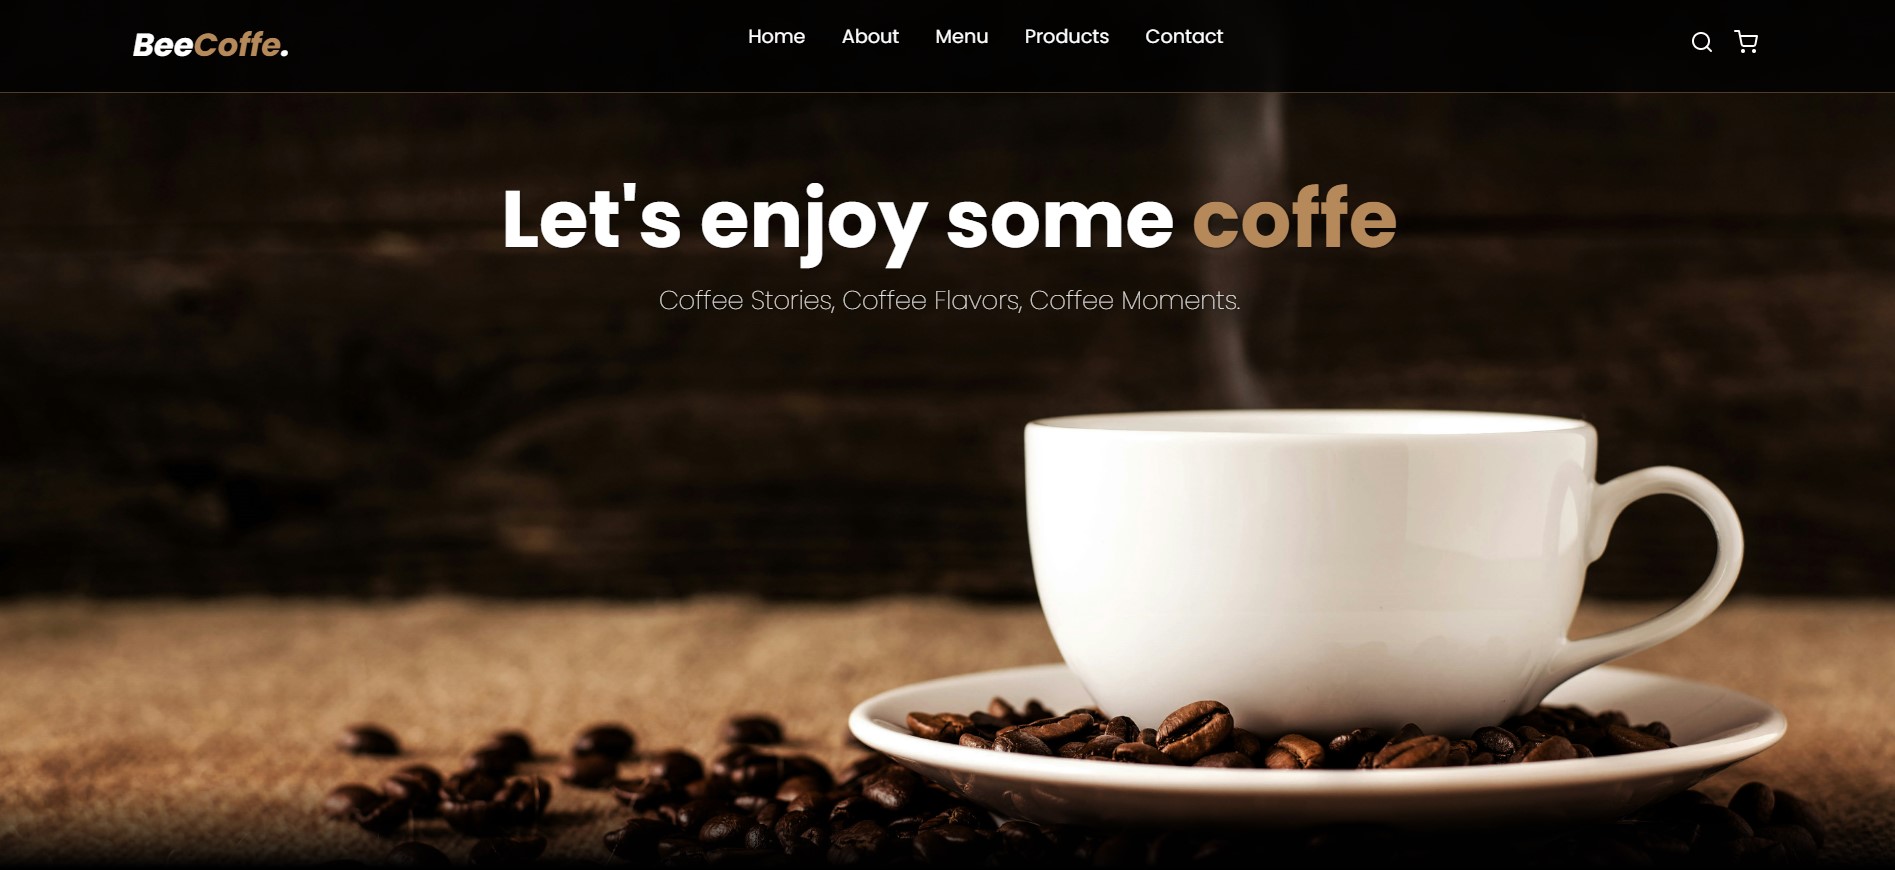 BeeCoffe.
Home About Menu Products Contact
Let's enjoy some coffe
Coffee Stories, Coffee Flavors, Coffee Moments.